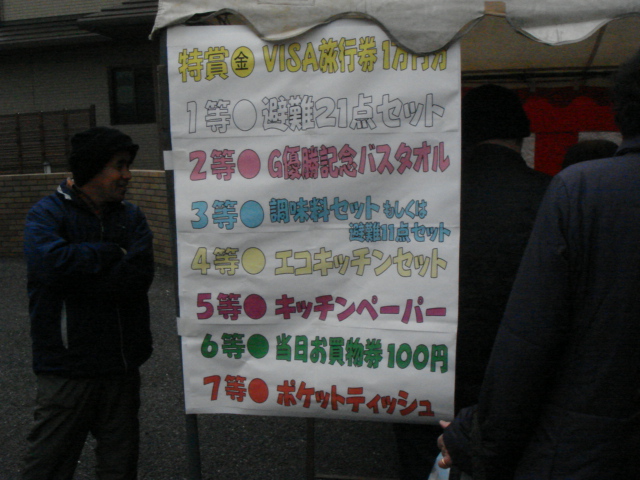 特賞金 VISA旅行券1万円分
1等●避難21点セット
2等●G優勝記念バスタオル
3等●調味料セットもしくは
避難11点セット
4等●エコキッチンセット
5等●キッチンペーパー
6等●当日お買物券100円
7等●ポケットティッシュ